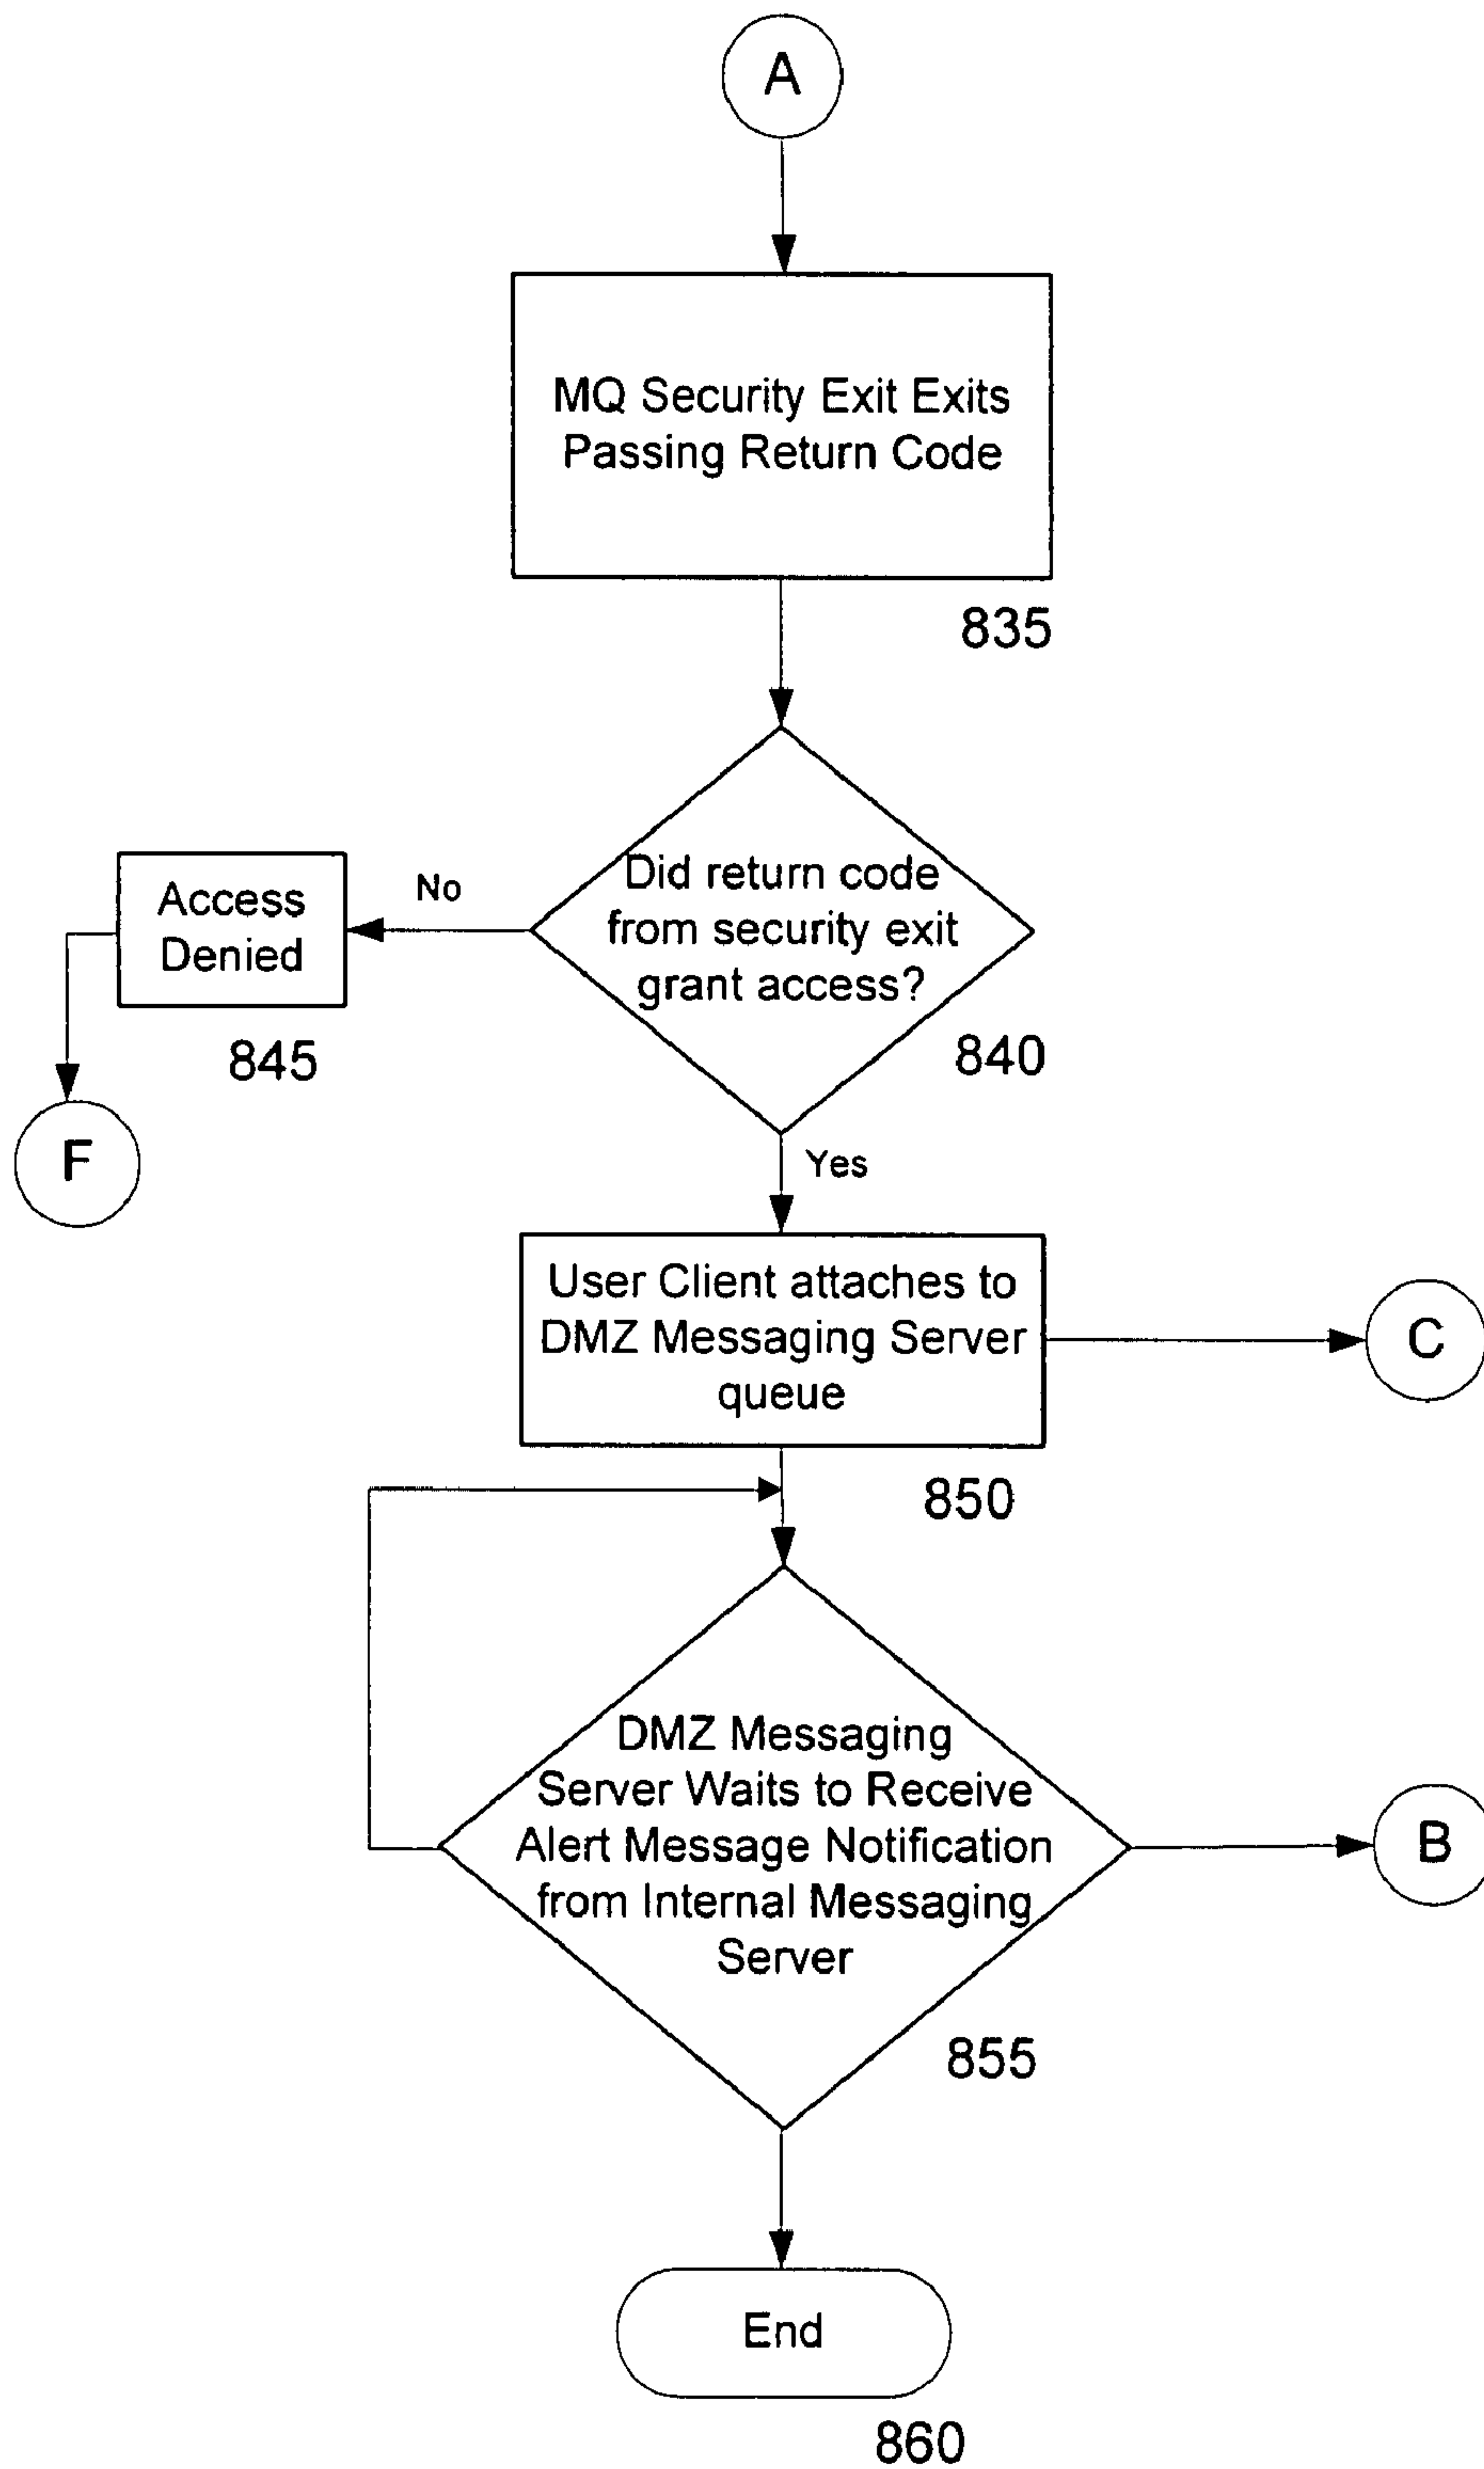 A
MQ Security Exit Exits
Passing Return Code
835
Did return code
from security exit
grant access?
840
No
Access
Denied
845
F
Yes
User Client attaches to
DMZ Messaging Server
queue
850
C
DMZ Messaging
Server Waits to Receive
Alert Message Notification
from Internal Messaging
Server
855
B
End
860